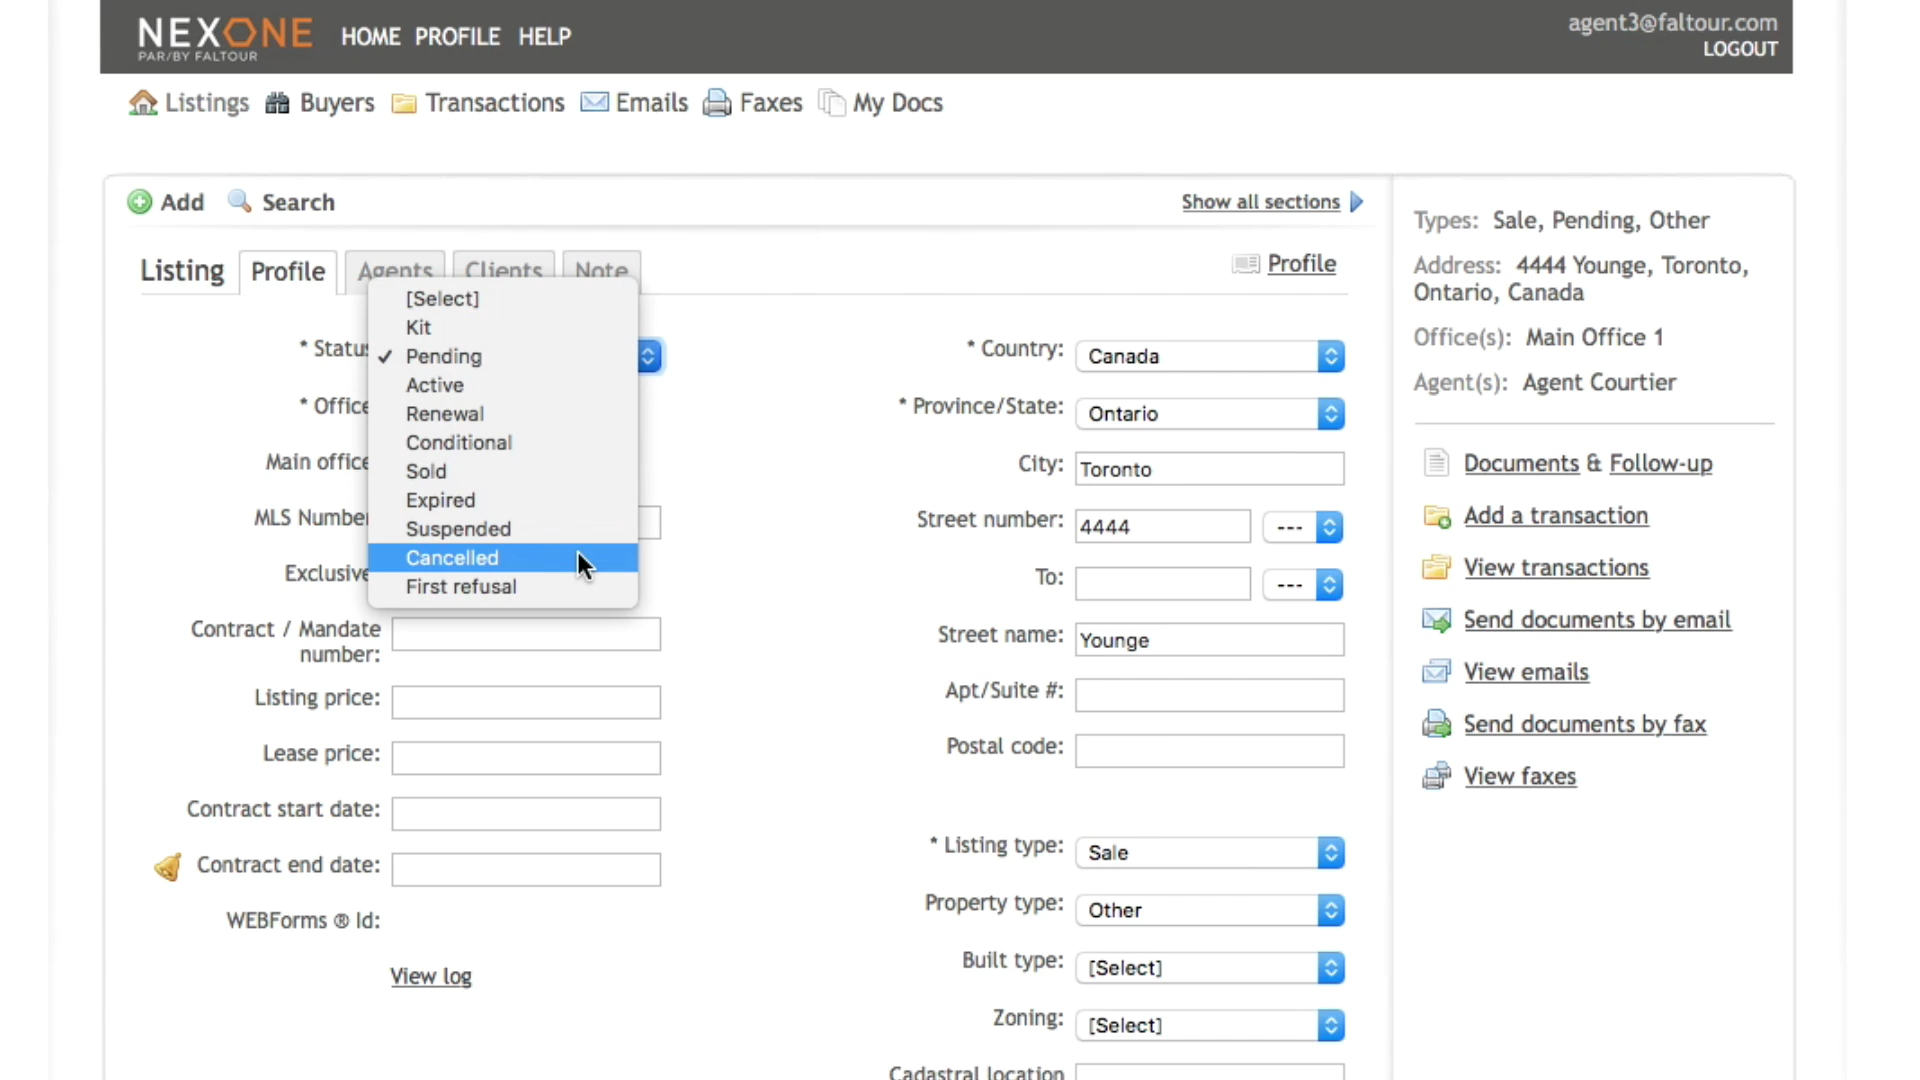 NEXONE
PAR/BY FALTOUR
HOME PROFILE HELP
agent3@faltour.com
LOGOUT
Listings Buyers Transactions Emails Faxes My Docs
Add Search
Show all sections
Listing Profile Agents Clients Note
Profile
* Status
* Office
Main office
MLS Number
Exclusive
[Select]
Kit
✓ Pending
Active
Renewal
Conditional
Sold
Expired
Suspended
Cancelled
First refusal
Contract / Mandate
number:
Listing price:
Lease price:
Contract start date:
Contract end date:
WEBForms ® Id:
View log
* Country: Canada
* Province/State: Ontario
City: Toronto
Street number: 4444 ---
To: ---
Street name: Younge
Apt/Suite #:
Postal code:
* Listing type: Sale
Property type: Other
Built type: [Select]
Zoning: [Select]
Cadastral location
Types: Sale, Pending, Other
Address: 4444 Younge, Toronto,
Ontario, Canada
Office(s): Main Office 1
Agent(s): Agent Courtier
Documents & Follow-up
Add a transaction
View transactions
Send documents by email
View emails
Send documents by fax
View faxes